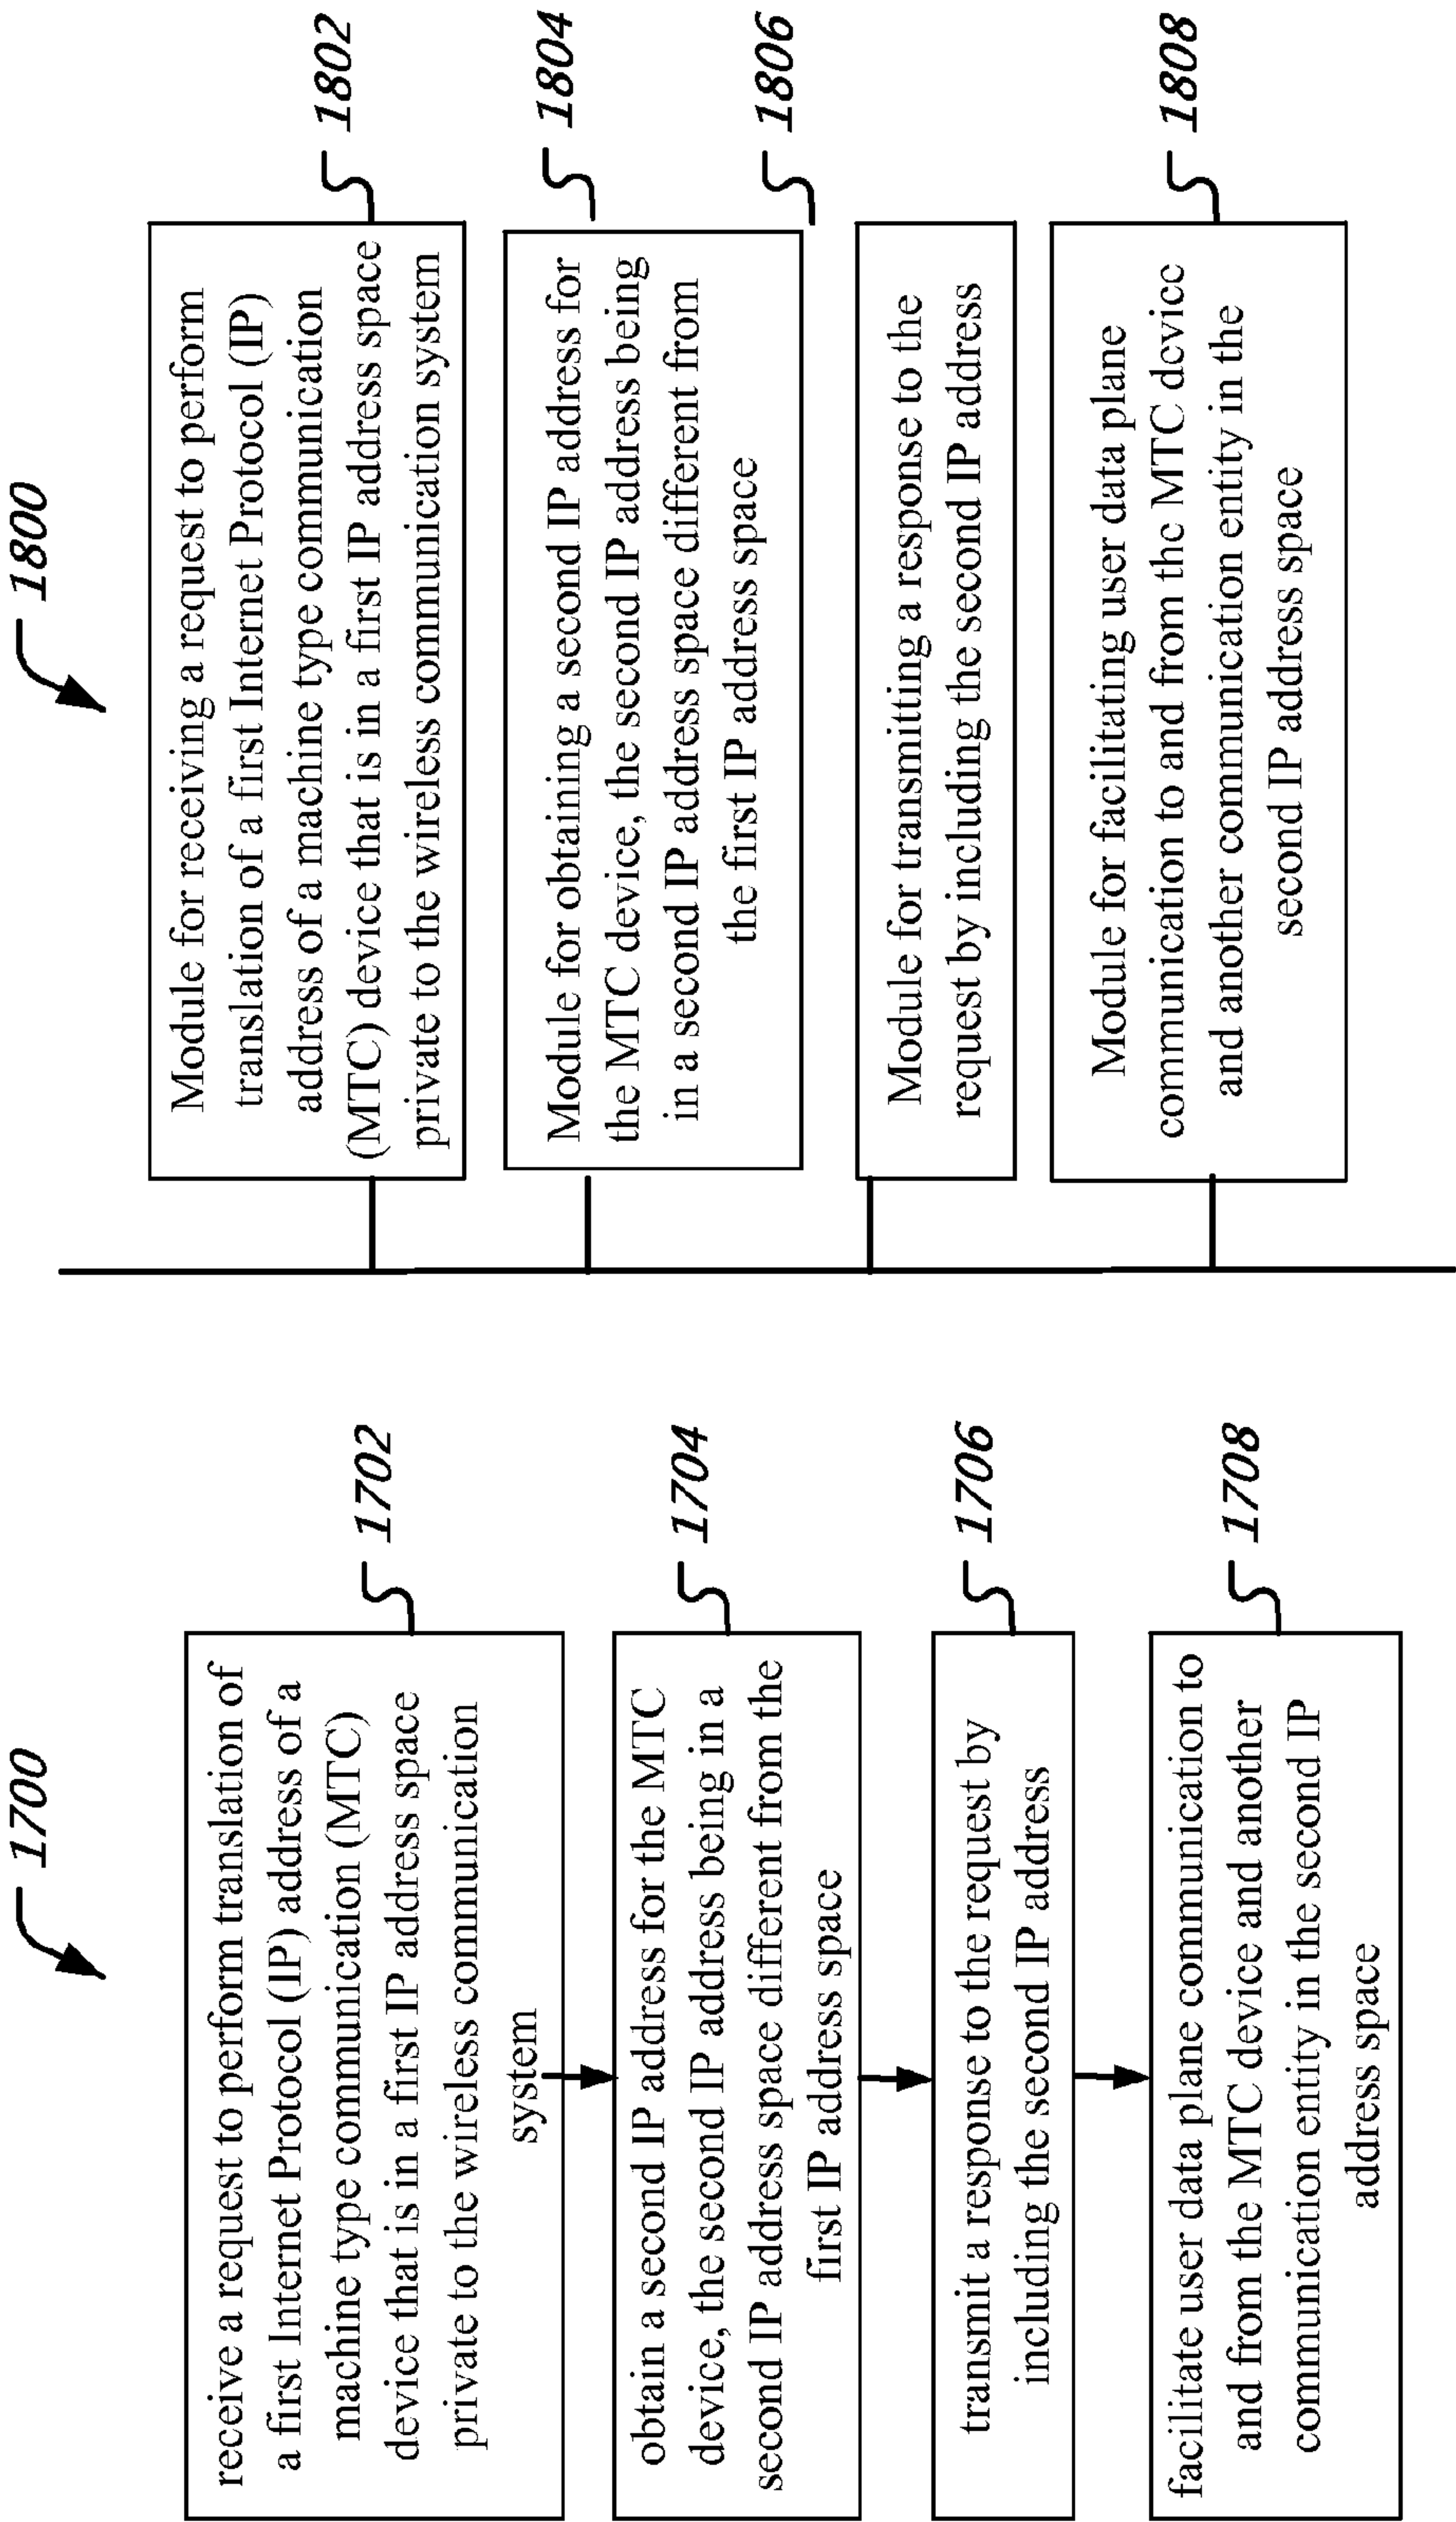 1700
receive a request to perform translation of
a first Internet Protocol (IP) address of a
machine type communication (MTC)
device that is in a first IP address space
private to the wireless communication
system
1702
obtain a second IP address for the MTC
device, the second IP address being in a
second IP address space different from the
first IP address space
1704
transmit a response to the request by
including the second IP address
1706
facilitate user data plane communication to
and from the MTC device and another
communication entity in the second IP
address space
1708
1800
Module for receiving a request to perform
translation of a first Internet Protocol (IP)
address of a machine type communication
(MTC) device that is in a first IP address space
private to the wireless communication system
1802
Module for obtaining a second IP address for
the MTC device, the second IP address being
in a second IP address space different from
the first IP address space
1804
Module for transmitting a response to the
request by including the second IP address
1806
Module for facilitating user data plane
communication to and from the MTC device
and another communication entity in the
second IP address space
1808